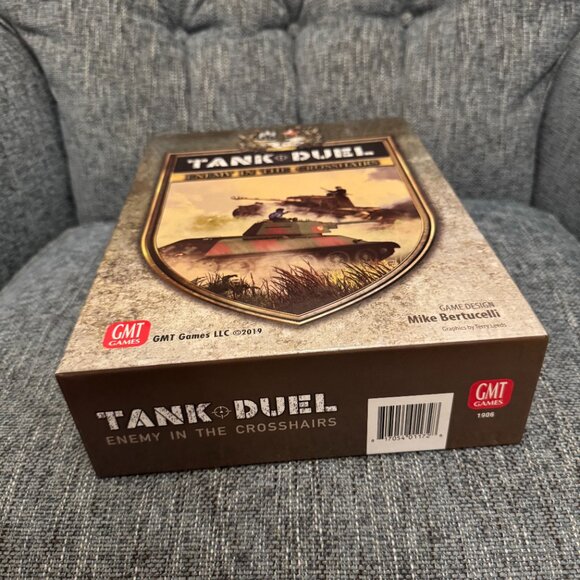 TANK DUEL
ENEMY IN THE CROSSHAIRS
GAME DESIGN
Mike Bertucelli
Graphics by Terry Leeds
GMT
GAMES
GMT Games LLC ©2019
TANK DUEL
ENEMY IN THE CROSSHAIRS
GMT
GAMES
1906